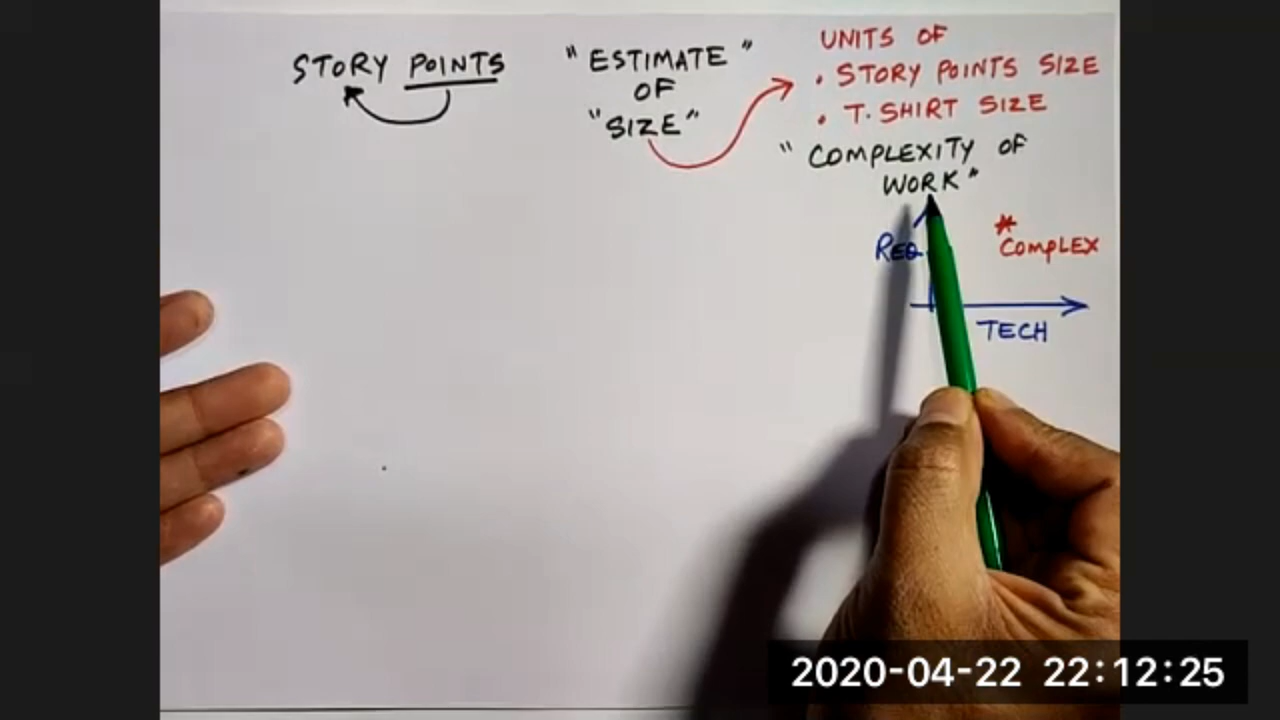 STORY POINTS
"ESTIMATE"
OF
"SIZE"
UNITS OF
. STORY POINTS SIZE
. T. SHIRT SIZE
"COMPLEXITY OF
WORK"
REQ
*
COMPLEX
TECH
2020-04-22 22:12:25